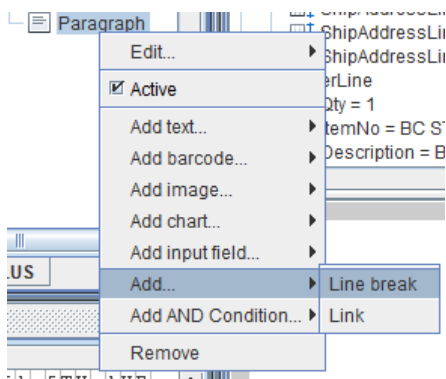 Paragraph
ShipAddressLi
ShipAddressLi
erLine
Qty = 1
temNo = BC S
Description = B
Edit...
Active
Add text...
Add barcode...
Add image...
Add chart...
Add input field...
Add...
Line break
Add AND Condition...
Link
Remove
LUS